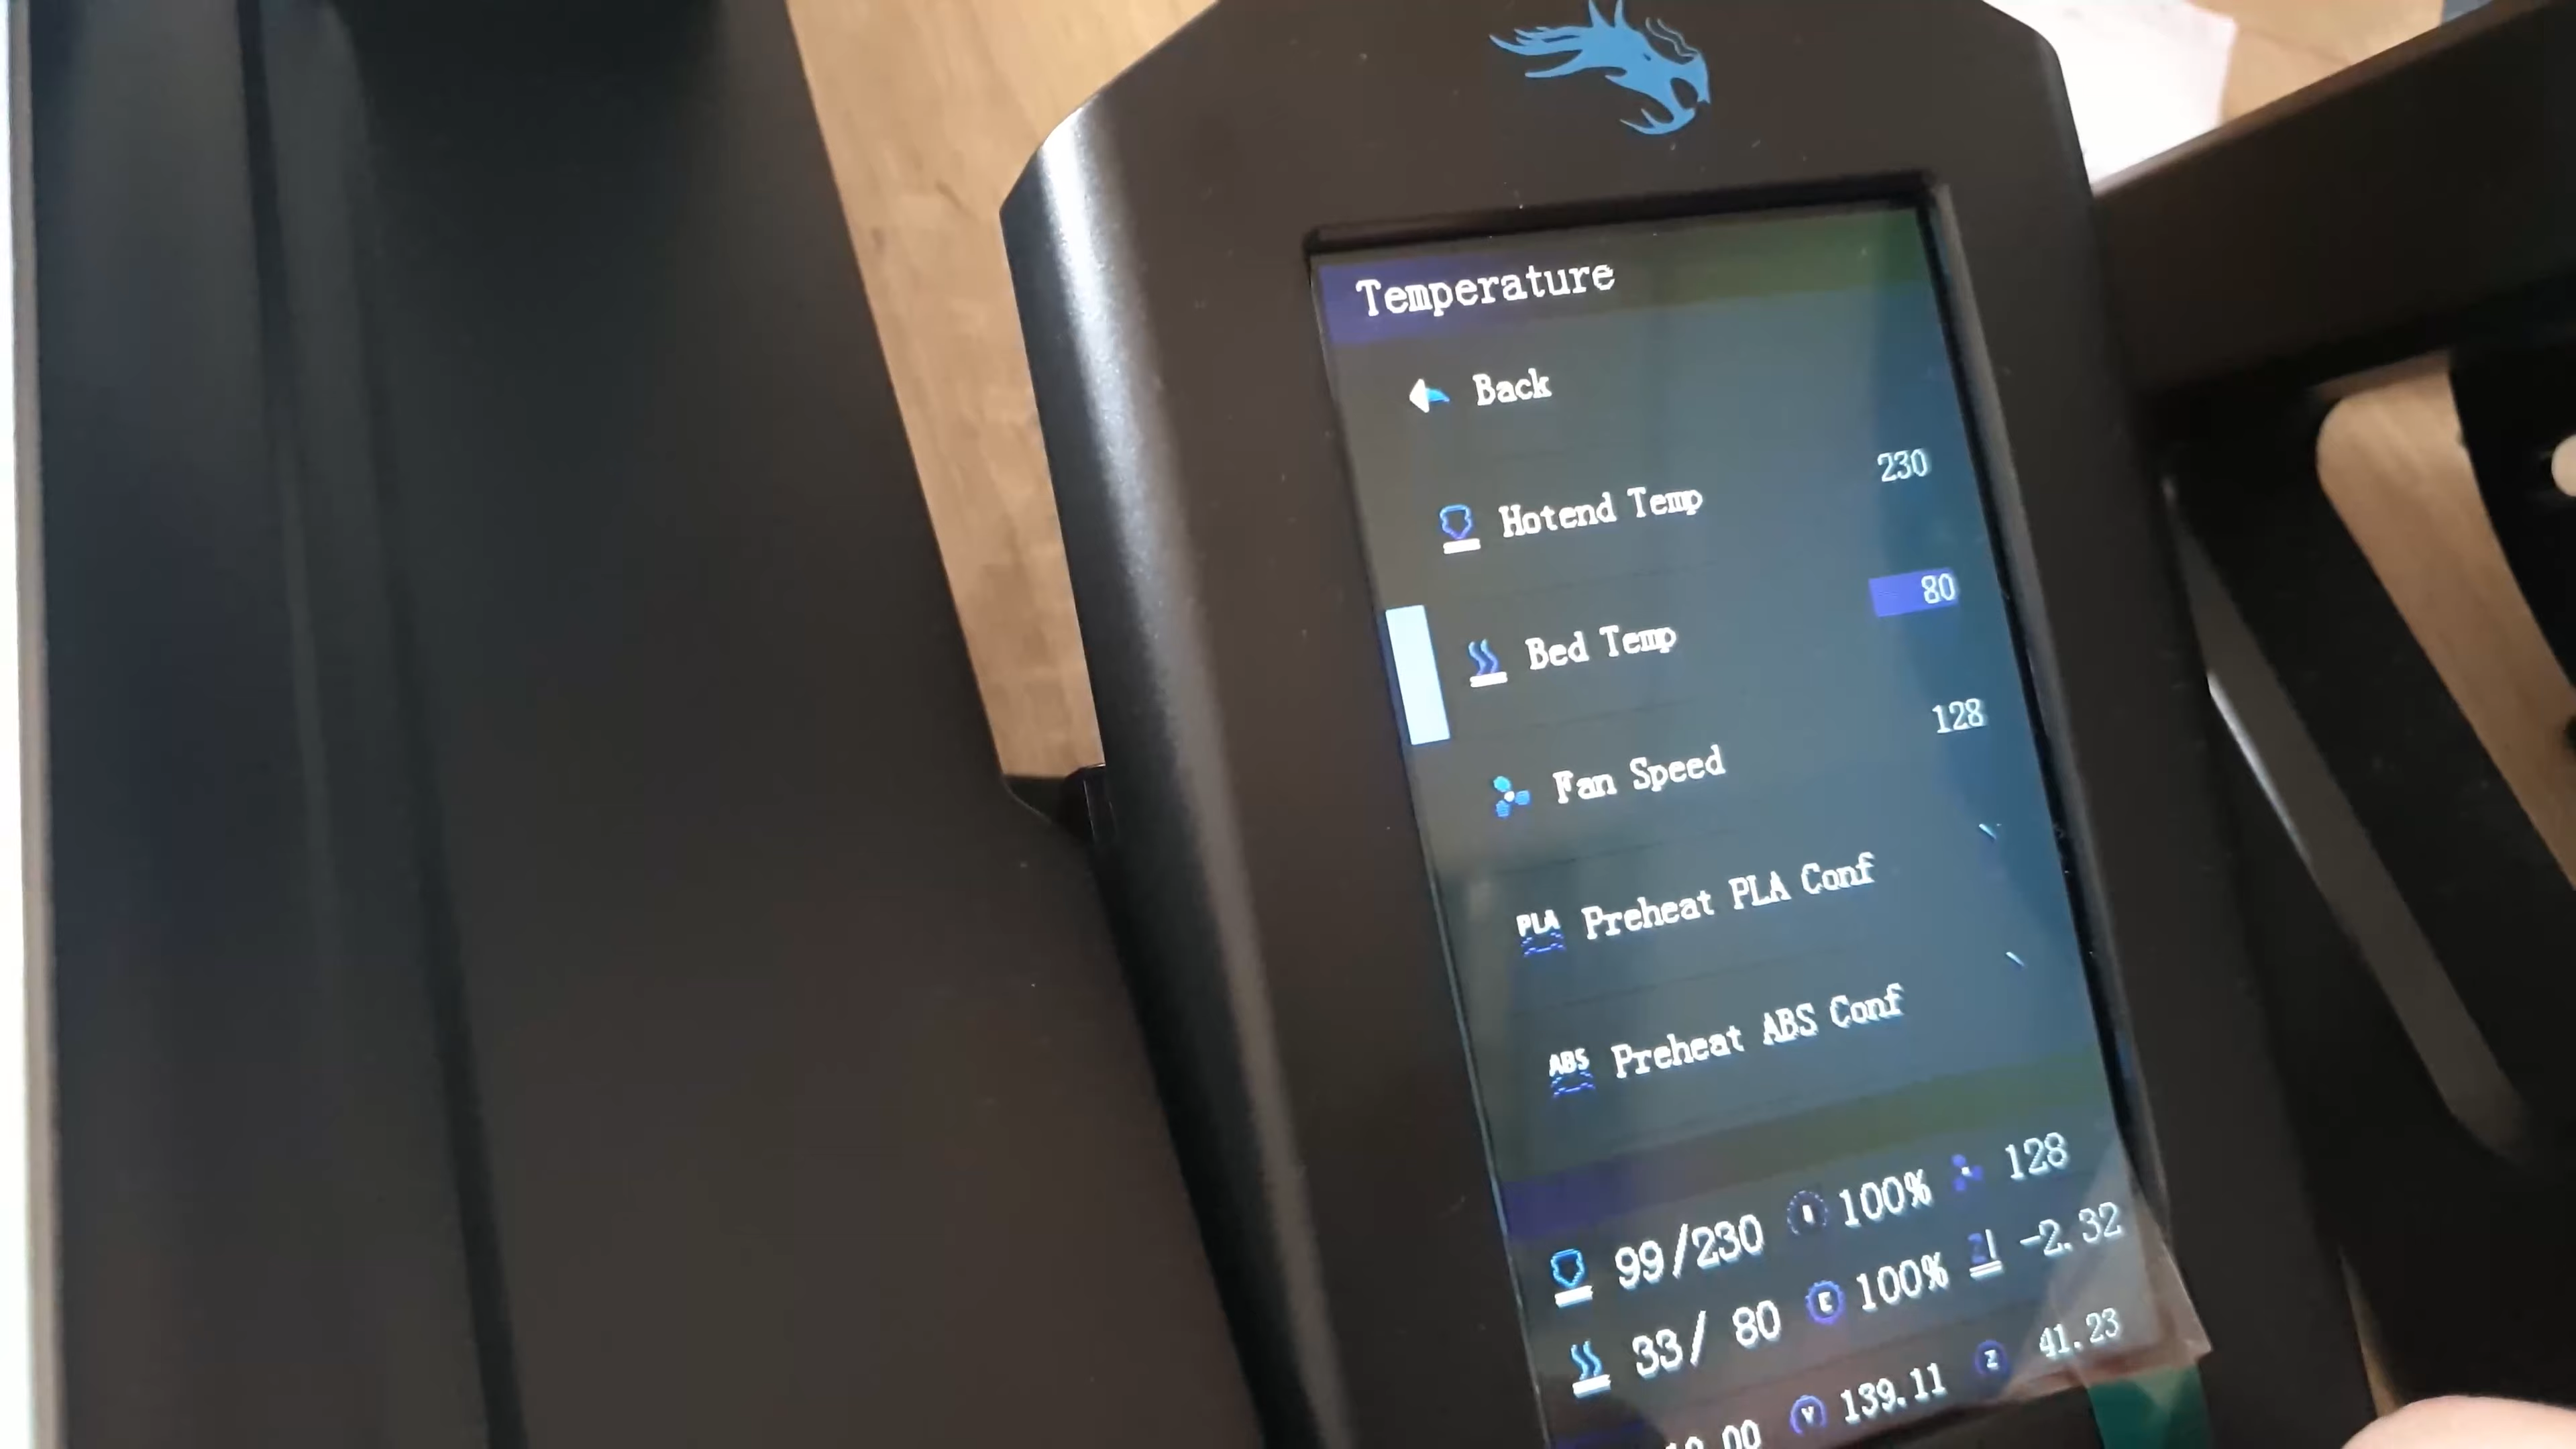 Temperature
Back
Hotend Temp 230
Bed Temp 80
Fan Speed 128
PLA Preheat PLA Conf
ABS Preheat ABS Conf
99/230 100% 128
33/ 80 E 100% Z -2.32
Y 139.11 Z 41.23